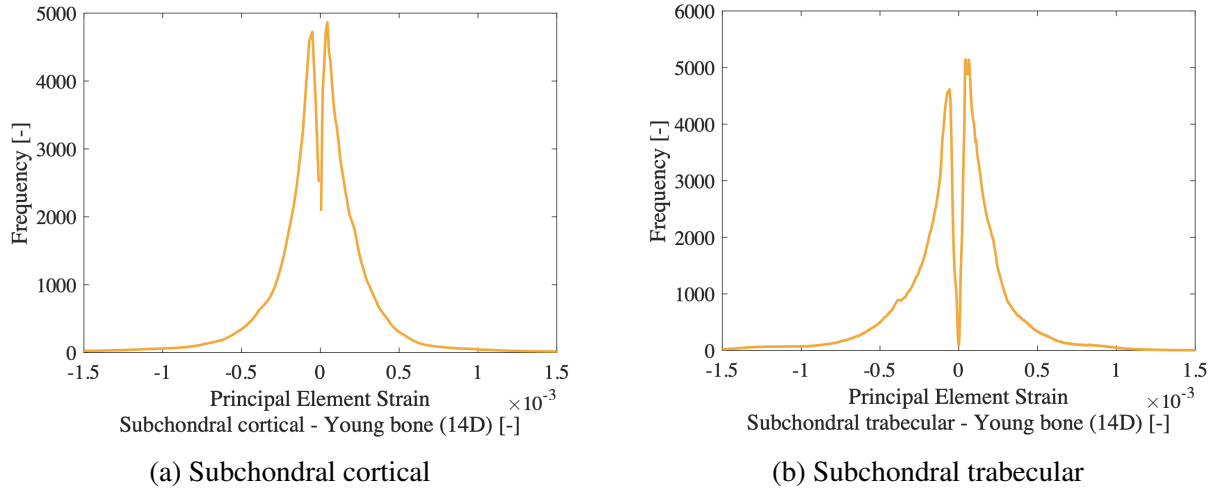 5000
4000
3000
2000
1000
0
Frequency [-]
-1.5 -1 -0.5 0 0.5 1 1.5
×10⁻³
Principal Element Strain
Subchondral cortical - Young bone (14D) [-]
(a) Subchondral cortical
6000
5000
4000
3000
2000
1000
0
Frequency [-]
-1.5 -1 -0.5 0 0.5 1 1.5
×10⁻³
Principal Element Strain
Subchondral trabecular - Young bone (14D) [-]
(b) Subchondral trabecular